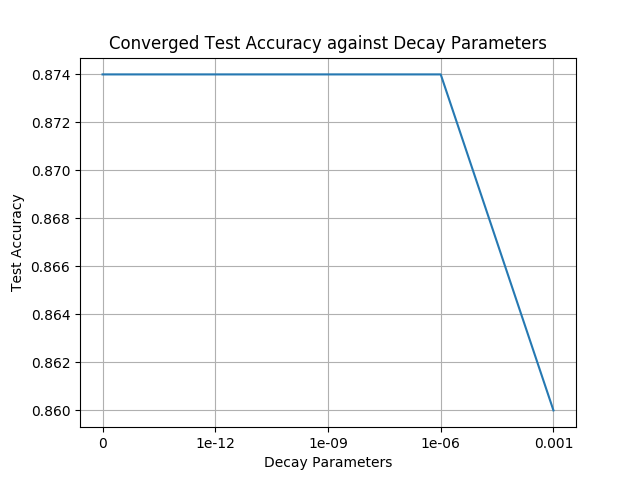 Converged Test Accuracy against Decay Parameters
0.874
0.872
0.870
0.868
0.866
0.864
0.862
0.860
Test Accuracy
0 1e-12 1e-09 1e-06 0.001
Decay Parameters